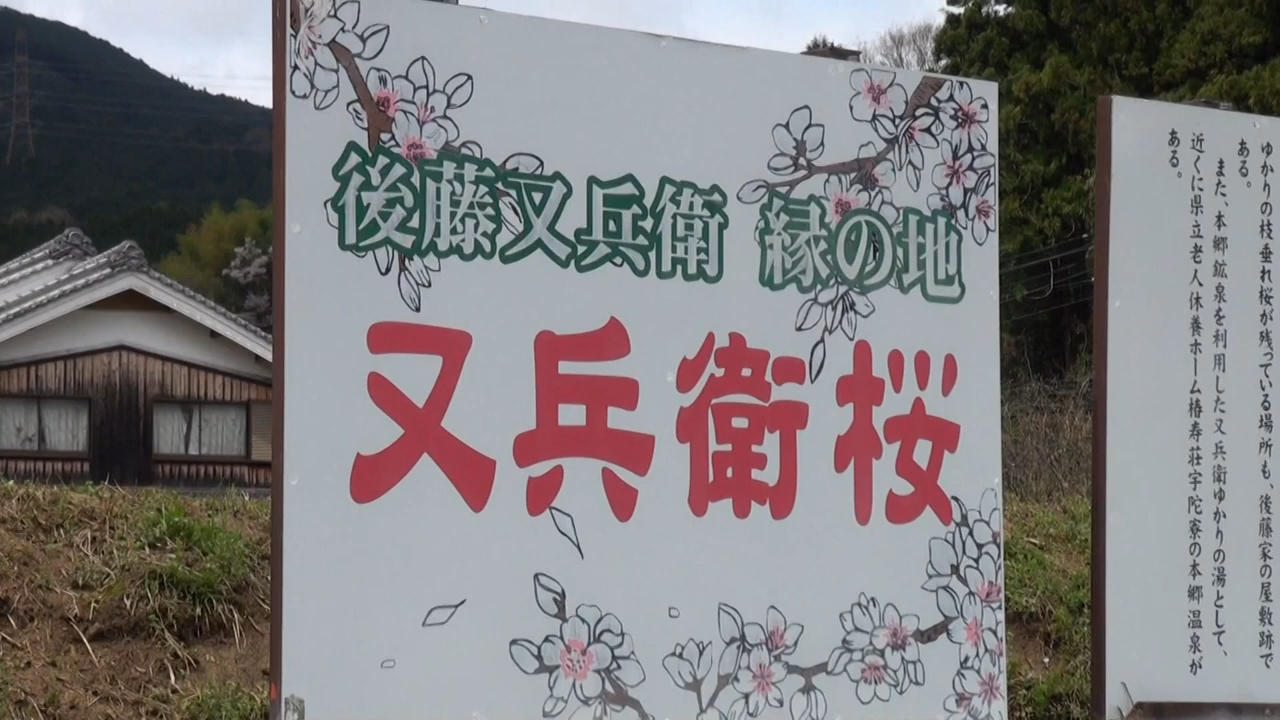 後藤又兵衛 縁の地
又兵衛桜
ゆかりの枝垂れ桜が残っている場所も、後藤家の屋敷跡で
ある。
また、本郷鉱泉を利用した又兵衛ゆかりの湯として、
近くに県立老人休養ホーム椿寿荘宇陀寮の本郷温泉が
ある。